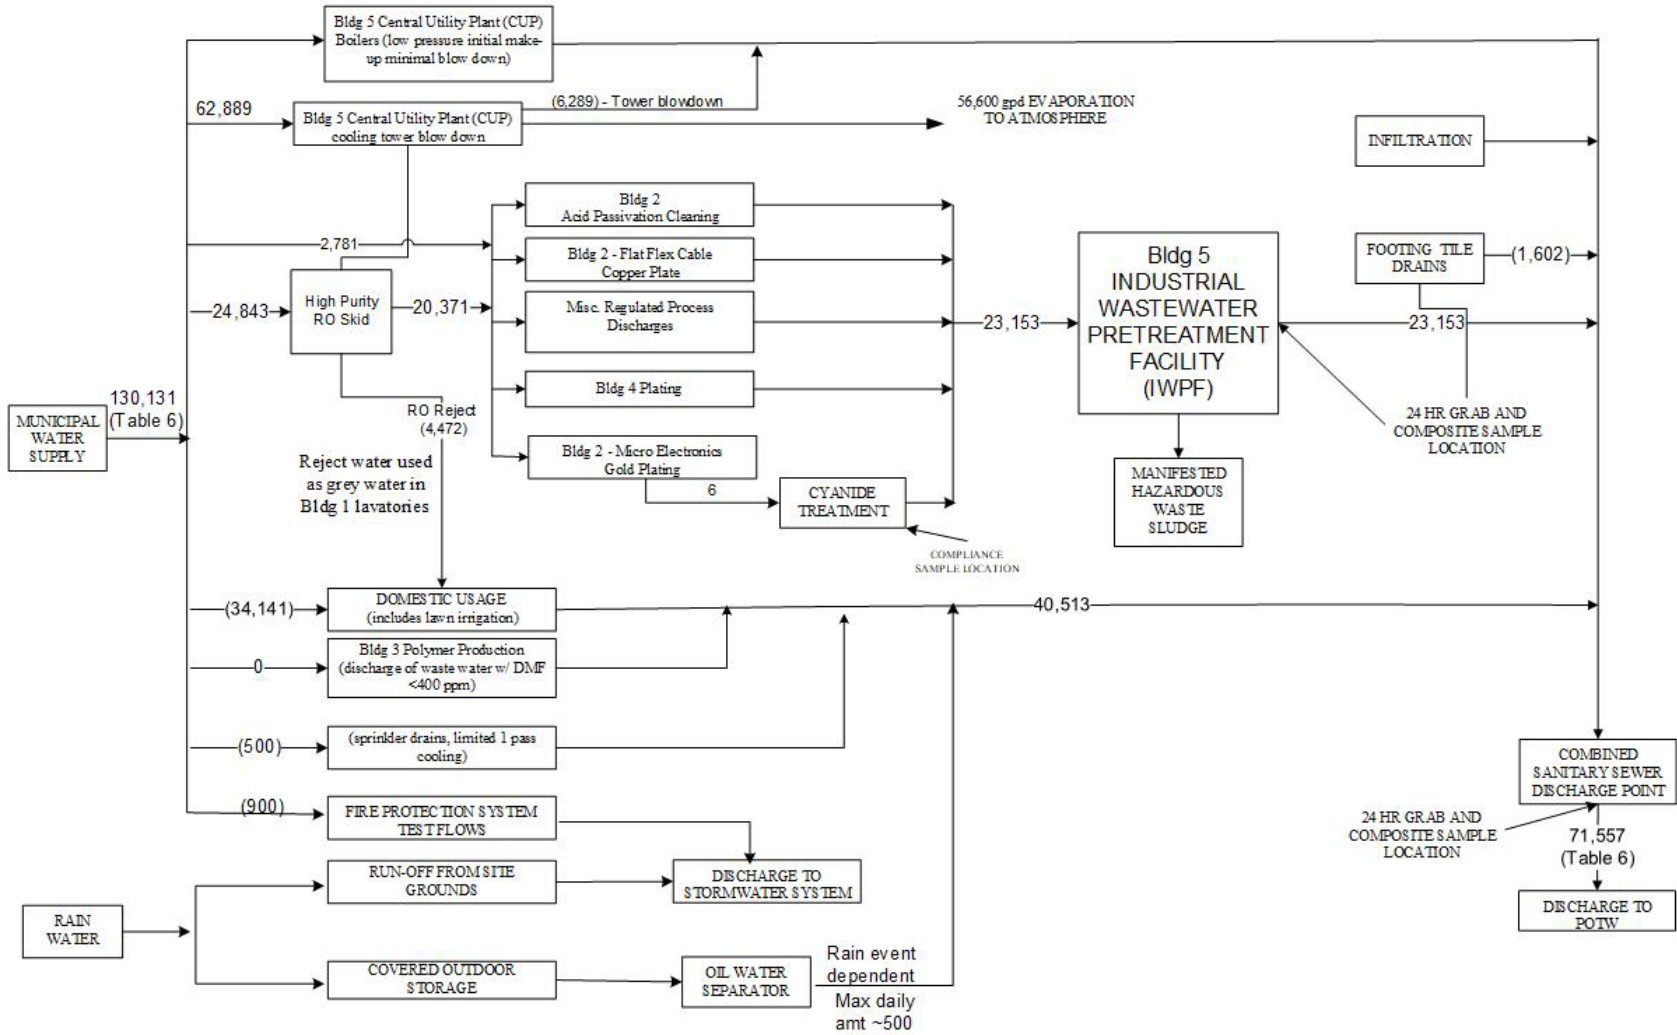 Bldg 5 Central Utility Plant (CUP)
Boilers (low pressure initial make-
up minimal blow down)
62,889
Bldg 5 Central Utility Plant (CUP)
cooling tower blow down
(6,289) - Tower blowdown
56,600 gpd EVAPORATION
TO ATMOSPHERE
INFILTRATION
Bldg 2
Acid Passivation Cleaning
2,781
Bldg 2 - Flat Flex Cable
Copper Plate
FOOTING TILE
DRAINS
(1,602)
24,843
High Purity
RO Skid
20,371
Misc. Regulated Process
Discharges
23,153
Bldg 5
INDUSTRIAL
WASTEWATER
PRETREATMENT
FACILITY
(IWPF)
23,153
Bldg 4 Plating
130,131
(Table 6)
MUNICIPAL
WATER
SUPPLY
RO Reject
(4,472)
Reject water used
as grey water in
Bldg 1 lavatories
Bldg 2 - Micro Electronics
Gold Plating
6
CYANIDE
TREATMENT
COMPLIANCE
SAMPLE LOCATION
24 HR GRAB AND
COMPOSITE SAMPLE
LOCATION
MANIFESTED
HAZARDOUS
WASTE
SLUDGE
(34,141)
DOMESTIC USAGE
(includes lawn irrigation)
40,513
0
Bldg 3 Polymer Production
(discharge of waste water w/ DMF
<400 ppm)
(500)
(sprinkler drains, limited 1 pass
cooling)
(900)
FIRE PROTECTION SYSTEM
TEST FLOWS
COMBINED
SANITARY SEWER
DISCHARGE POINT
24 HR GRAB AND
COMPOSITE SAMPLE
LOCATION
71,557
(Table 6)
DISCHARGE TO
POTW
RUN-OFF FROM SITE
GROUNDS
DISCHARGE TO
STORMWATER SYSTEM
RAIN
WATER
COVERED OUTDOOR
STORAGE
OIL WATER
SEPARATOR
Rain event
dependent
Max daily
amt ~500